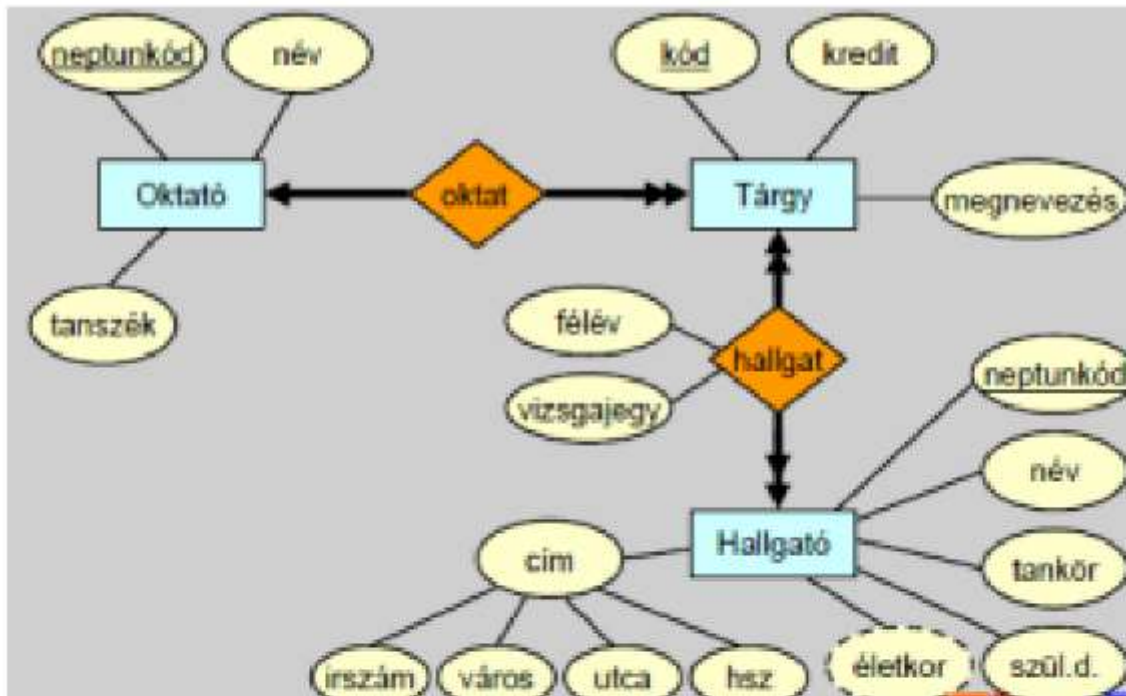 neptunkód
név
kód
kredit
Oktató
oktat
Tárgy
megnevezés
tanszék
félév
hallgat
vizsgajegy
neptunkód
név
cím
Hallgató
tankör
irszám
város
utca
hsz
életkor
szül.d.